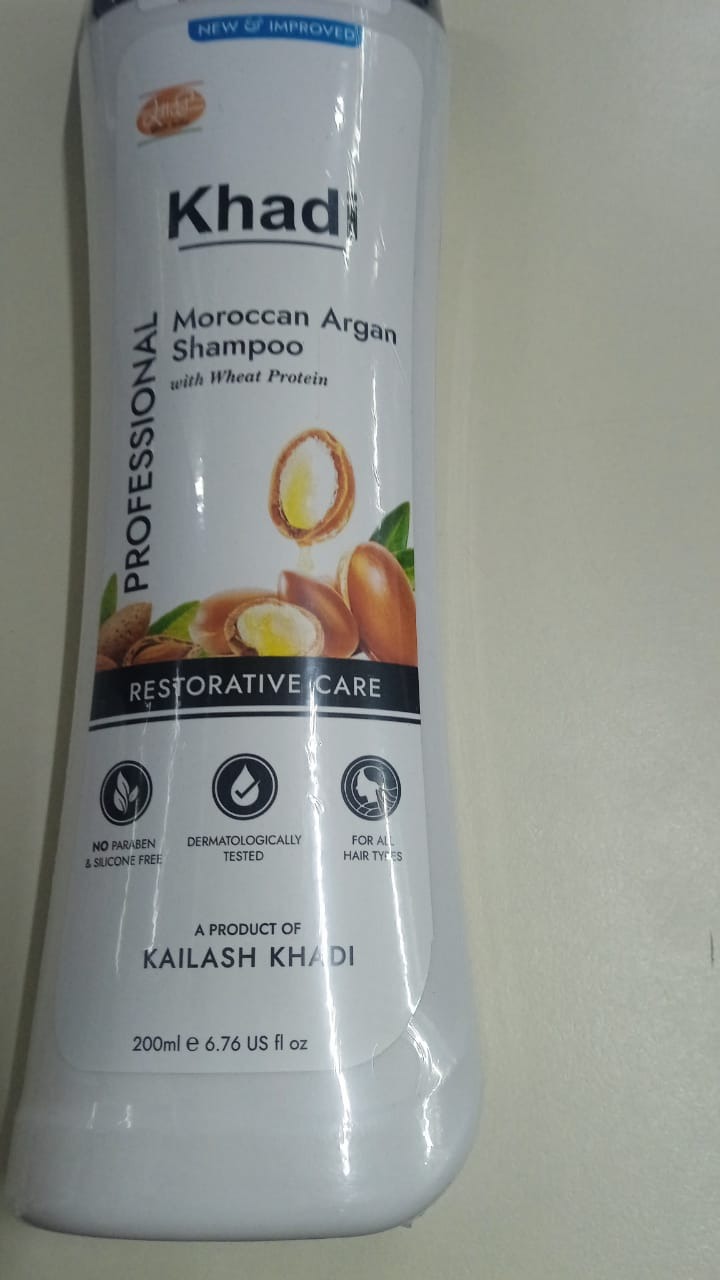 NEW & IMPROVED
Khadi
PROFESSIONAL
Moroccan Argan
Shampoo
with Wheat Protein
RESTORATIVE CARE
NO PARABEN
& SILICONE FREE
DERMATOLOGICALLY
TESTED
FOR ALL
HAIR TYPES
A PRODUCT OF
KAILASH KHADI
200ml e 6.76 US fl oz